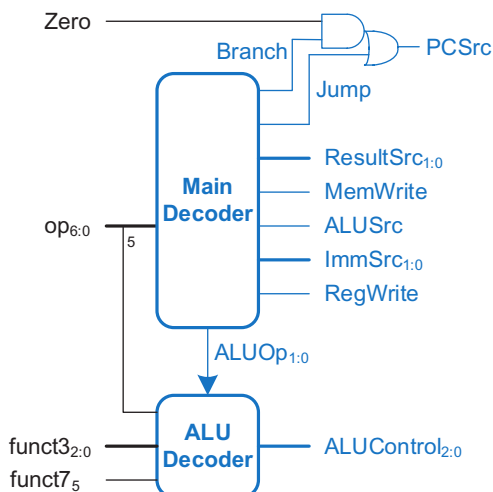 Zero
Branch
PCSrc
Jump
Main
Decoder
ResultSrc1:0
MemWrite
op6:0
5
ALUSrc
ImmSrc1:0
RegWrite
ALUOp1:0
ALU
Decoder
funct32:0
ALUControl2:0
funct75